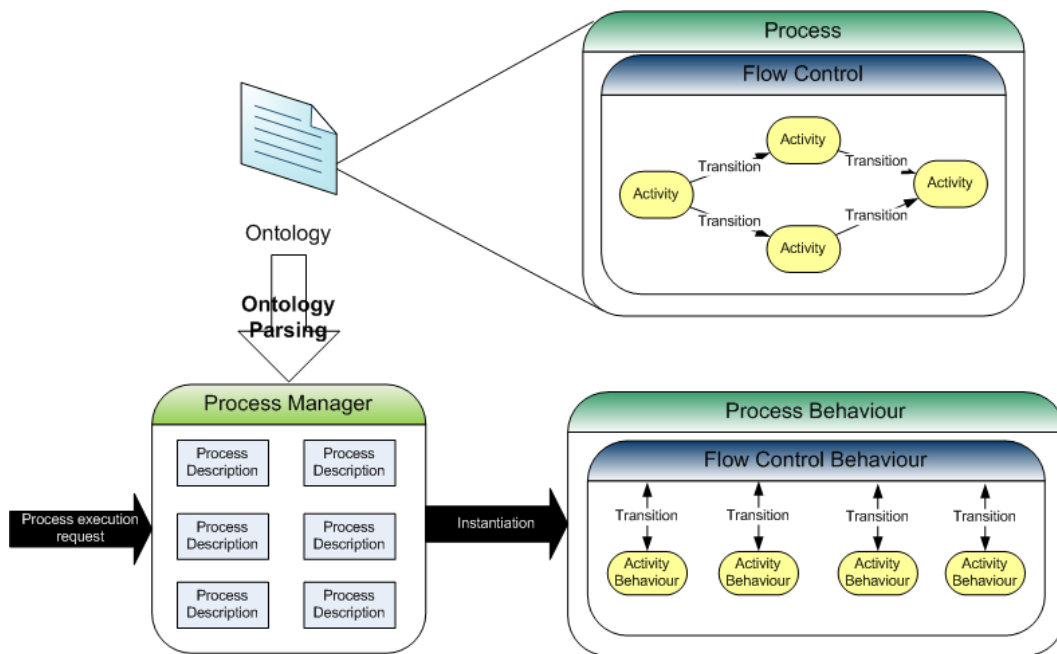 Process
Flow Control
Activity
Transition
Transition
Activity
Activity
Transition
Transition
Activity
Ontology
Ontology
Parsing
Process Manager
Process
Description
Process
Description
Process
Description
Process
Description
Process
Description
Process
Description
Process execution
request
Instantiation
Process Behaviour
Flow Control Behaviour
Transition
Transition
Transition
Transition
Activity
Behaviour
Activity
Behaviour
Activity
Behaviour
Activity
Behaviour